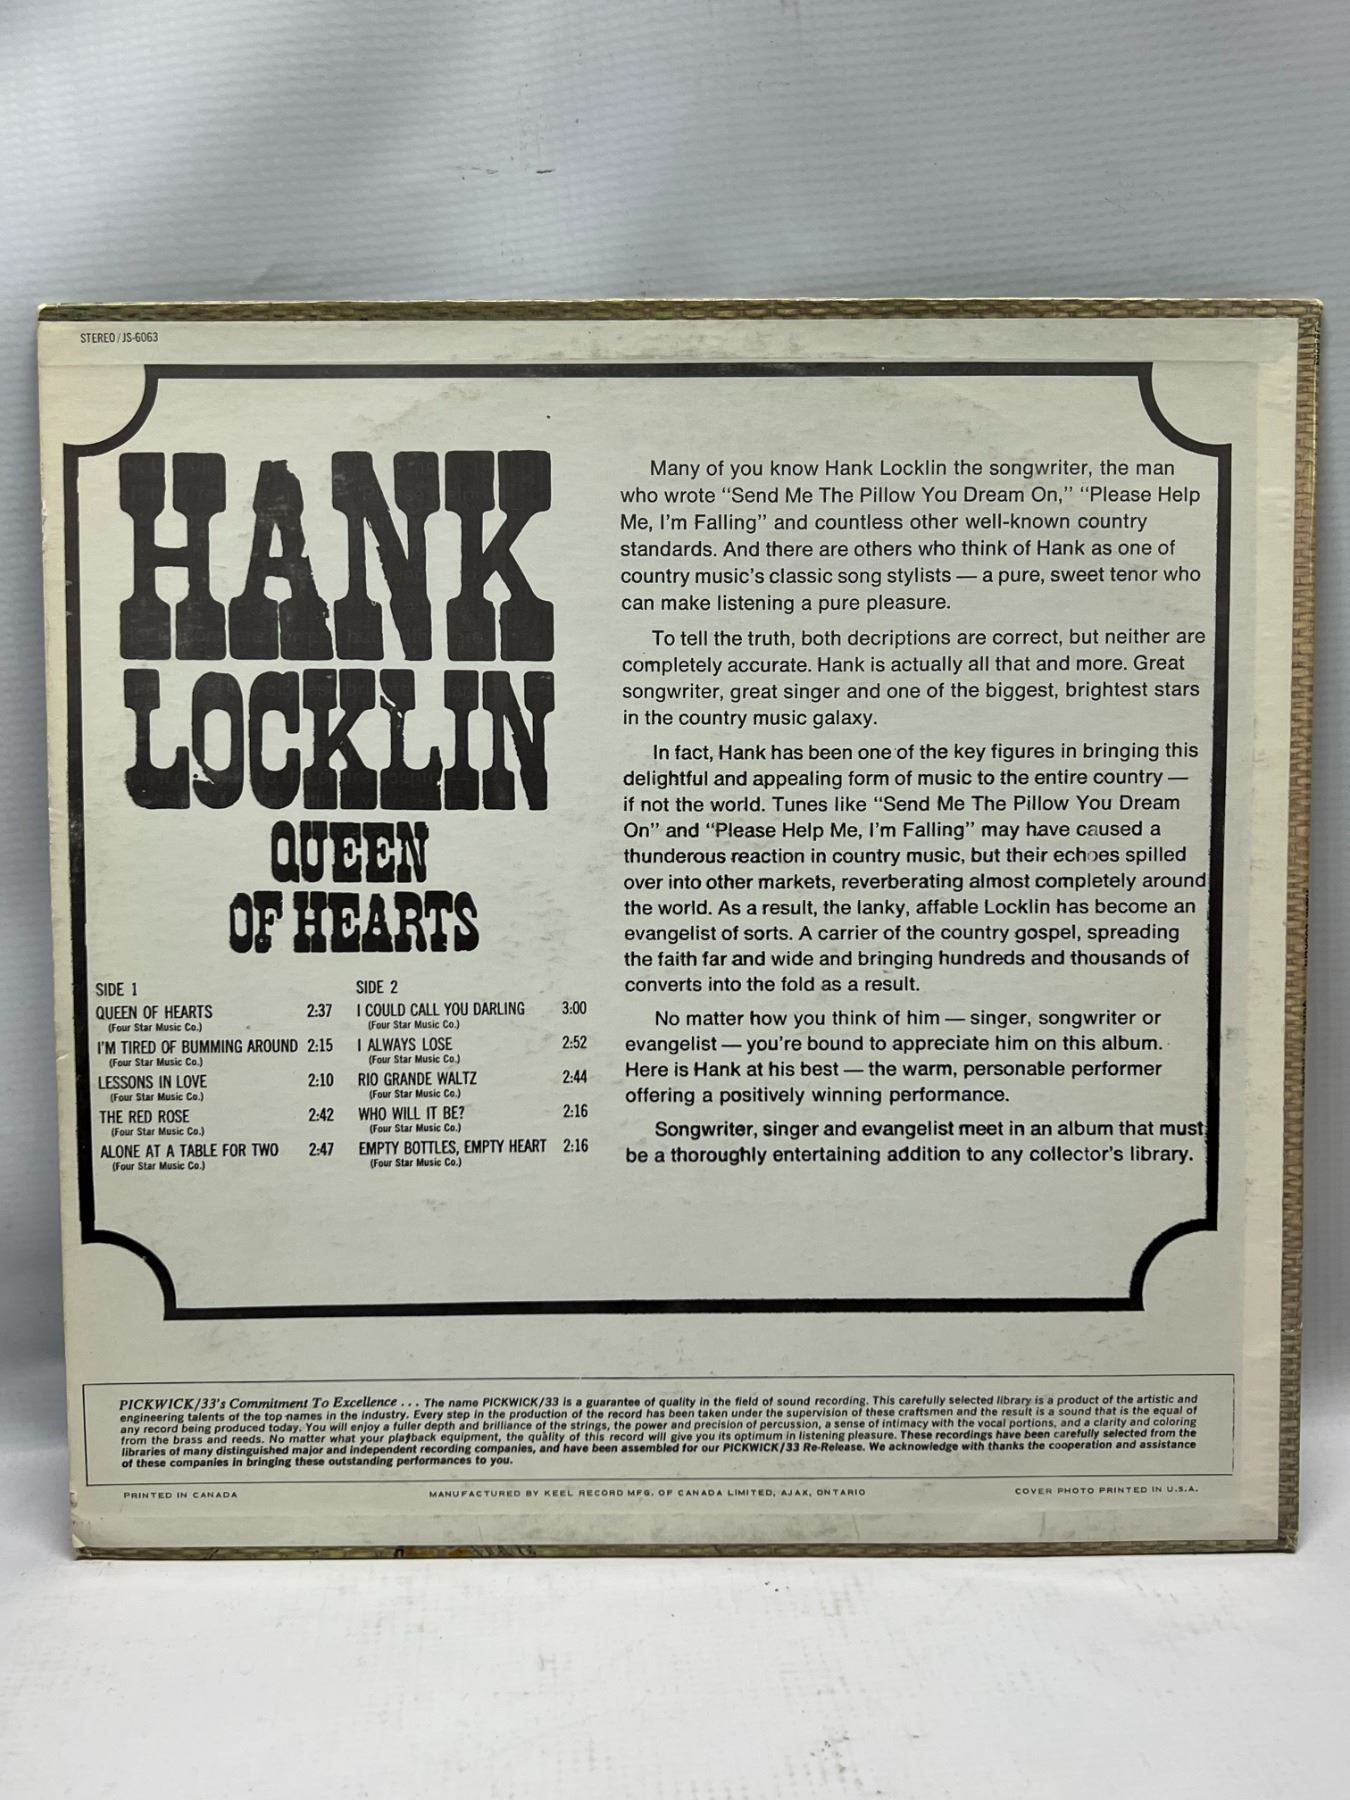 STEREO/JS-6063
HANK
LOCKLIN
QUEEN
OF HEARTS
SIDE 1
QUEEN OF HEARTS 2:37
(Four Star Music Co.)
I'M TIRED OF BUMMING AROUND 2:15
(Four Star Music Co.)
LESSONS IN LOVE 2:10
(Four Star Music Co.)
THE RED ROSE 2:42
(Four Star Music Co.)
ALONE AT A TABLE FOR TWO 2:47
(Four Star Music Co.)
SIDE 2
I COULD CALL YOU DARLING 3:00
(Four Star Music Co.)
I ALWAYS LOSE 2:52
(Four Star Music Co.)
RIO GRANDE WALTZ 2:44
(Four Star Music Co.)
WHO WILL IT BE? 2:16
(Four Star Music Co.)
EMPTY BOTTLES, EMPTY HEART 2:16
(Four Star Music Co.)
Many of you know Hank Locklin the songwriter, the man
who wrote “Send Me The Pillow You Dream On,” “Please Help
Me, I’m Falling” and countless other well-known country
standards. And there are others who think of Hank as one of
country music’s classic song stylists — a pure, sweet tenor who
can make listening a pure pleasure.
To tell the truth, both decriptions are correct, but neither are
completely accurate. Hank is actually all that and more. Great
songwriter, great singer and one of the biggest, brightest stars
in the country music galaxy.
In fact, Hank has been one of the key figures in bringing this
delightful and appealing form of music to the entire country —
if not the world. Tunes like “Send Me The Pillow You Dream
On” and “Please Help Me, I’m Falling” may have caused a
thunderous reaction in country music, but their echoes spilled
over into other markets, reverberating almost completely around
the world. As a result, the lanky, affable Locklin has become an
evangelist of sorts. A carrier of the country gospel, spreading
the faith far and wide and bringing hundreds and thousands of
converts into the fold as a result.
No matter how you think of him — singer, songwriter or
evangelist — you’re bound to appreciate him on this album.
Here is Hank at his best — the warm, personable performer
offering a positively winning performance.
Songwriter, singer and evangelist meet in an album that must
be a thoroughly entertaining addition to any collector’s library.
PICKWICK/33's Commitment To Excellence . . . The name PICKWICK/33 is a guarantee of quality in the field of sound recording. This carefully selected library is a product of the artistic and
engineering talents of the top names in the industry. Every step in the production of the record has been taken under the supervision of these craftsmen and the result is a sound that is the equal of
any record being produced today. You will enjoy a fuller depth and brilliance of the strings, the power and precision of percussion, a sense of intimacy with the vocal portions, and a clarity and coloring
from the brass and reeds. No matter what your playback equipment, the quality of this record will give you its optimum in listening pleasure. These recordings have been carefully selected from the
libraries of many distinguished major and independent recording companies, and have been assembled for our PICKWICK/33 Re-Release. We acknowledge with thanks the cooperation and assistance
of these companies in bringing these outstanding performances to you.
PRINTED IN CANADA
MANUFACTURED BY KEEL RECORD MFG. OF CANADA LIMITED, AJAX, ONTARIO
COVER PHOTO PRINTED IN U.S.A.